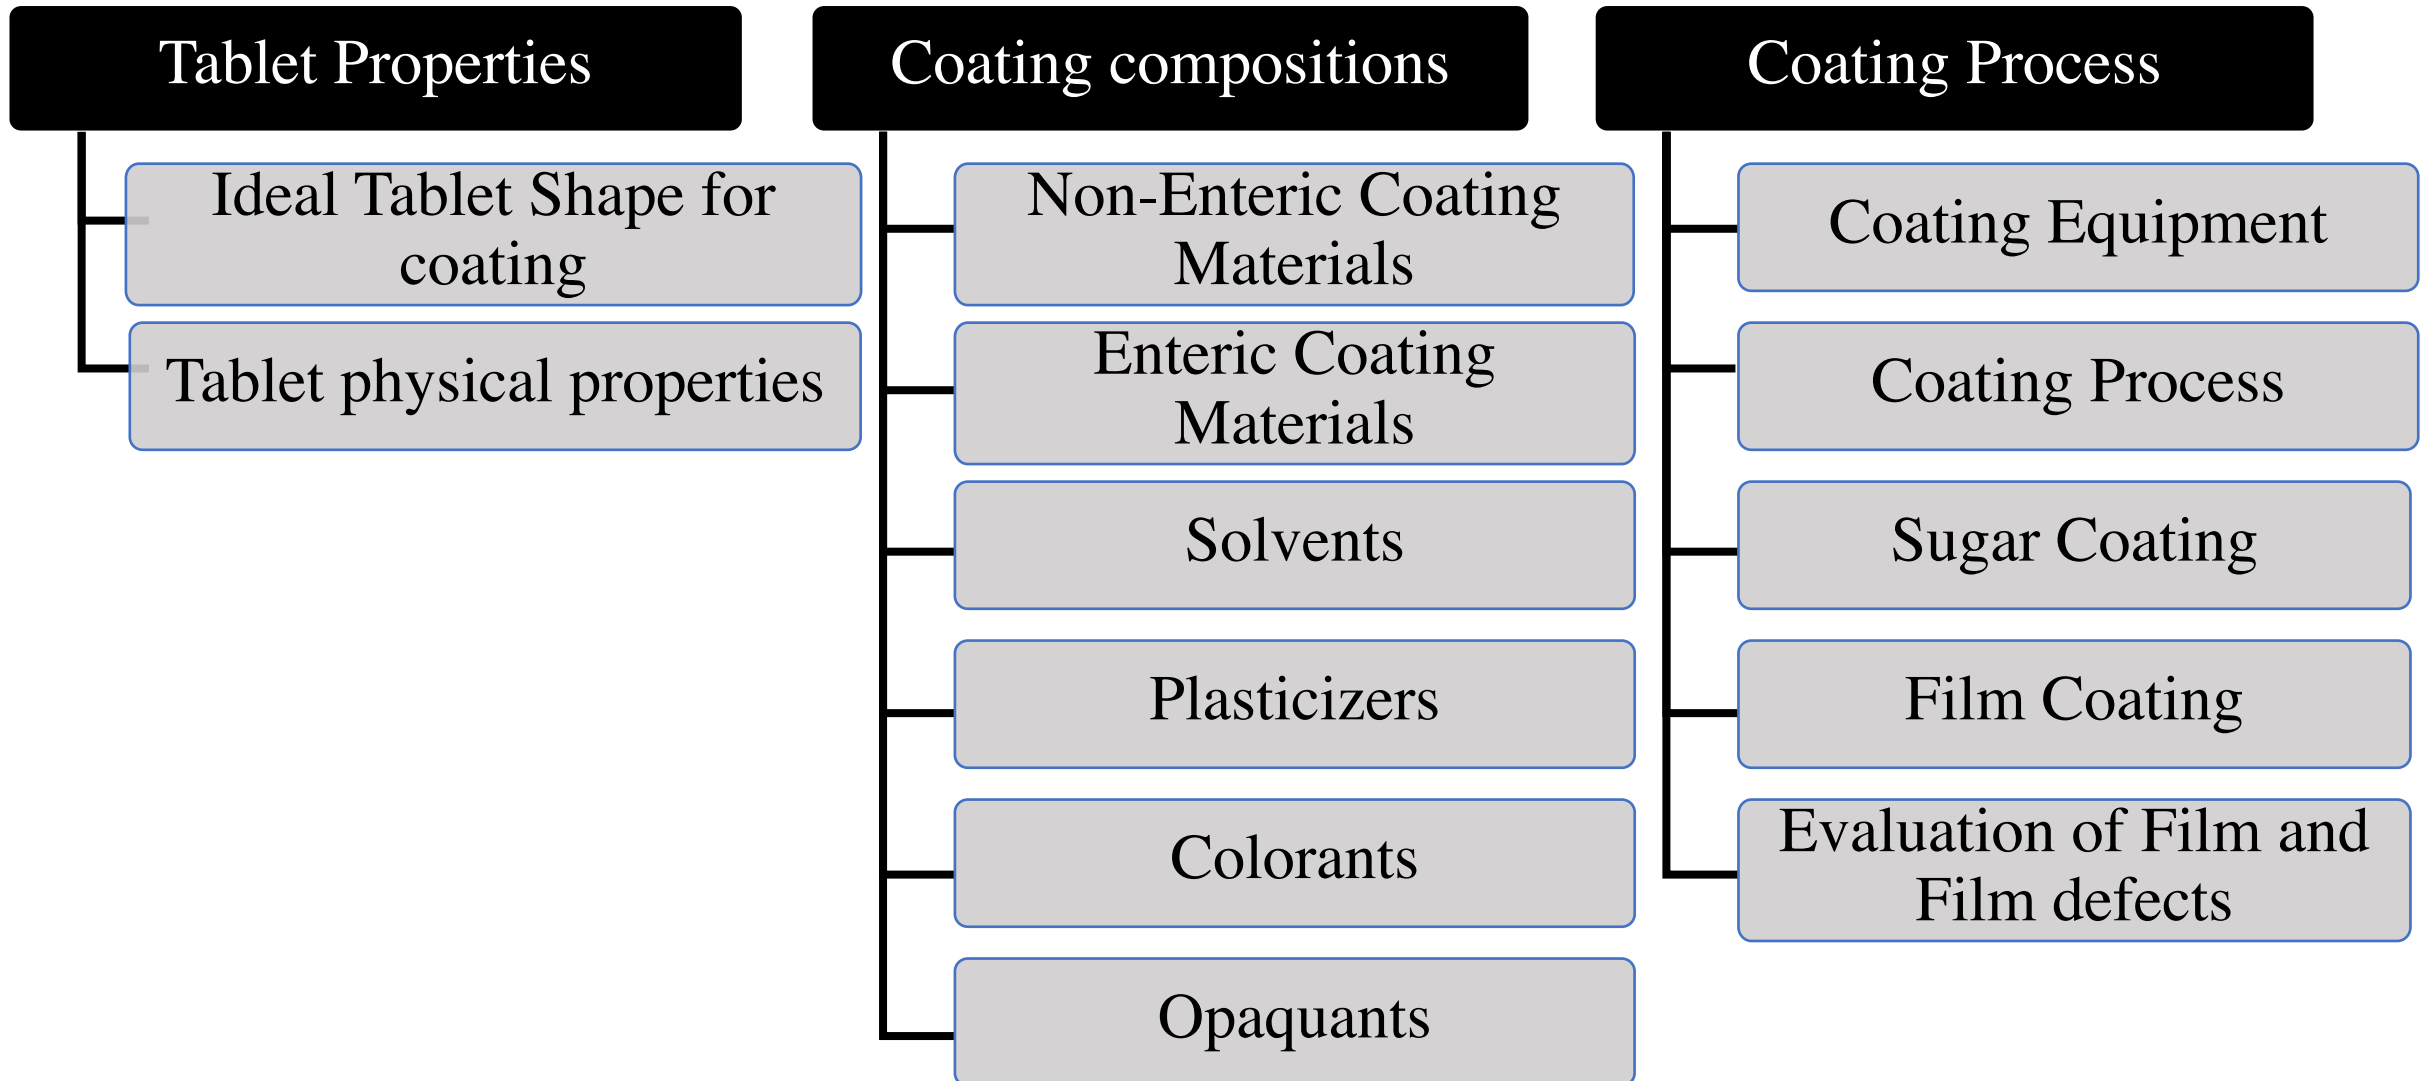 Tablet Properties
Ideal Tablet Shape for
coating
Tablet physical properties
Coating compositions
Non-Enteric Coating
Materials
Enteric Coating
Materials
Solvents
Plasticizers
Colorants
Opaquants
Coating Process
Coating Equipment
Coating Process
Sugar Coating
Film Coating
Evaluation of Film and
Film defects